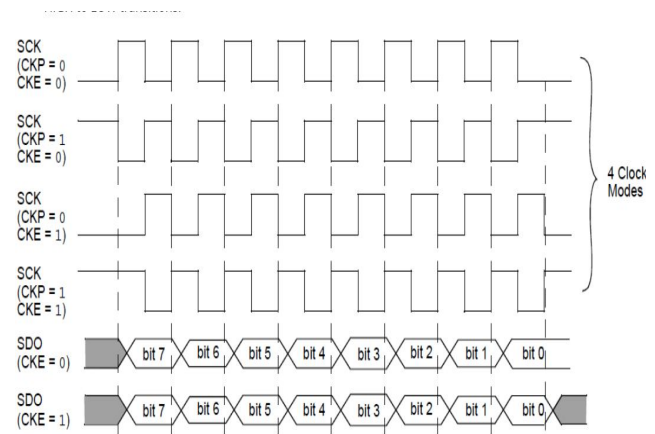 SCK
(CKP = 0
CKE = 0)
SCK
(CKP = 1
CKE = 0)
SCK
(CKP = 0
CKE = 1)
SCK
(CKP = 1
CKE = 1)
4 Clock
Modes
SDO
(CKE = 0)
bit 7 bit 6 bit 5 bit 4 bit 3 bit 2 bit 1 bit 0
SDO
(CKE = 1)
bit 7 bit 6 bit 5 bit 4 bit 3 bit 2 bit 1 bit 0